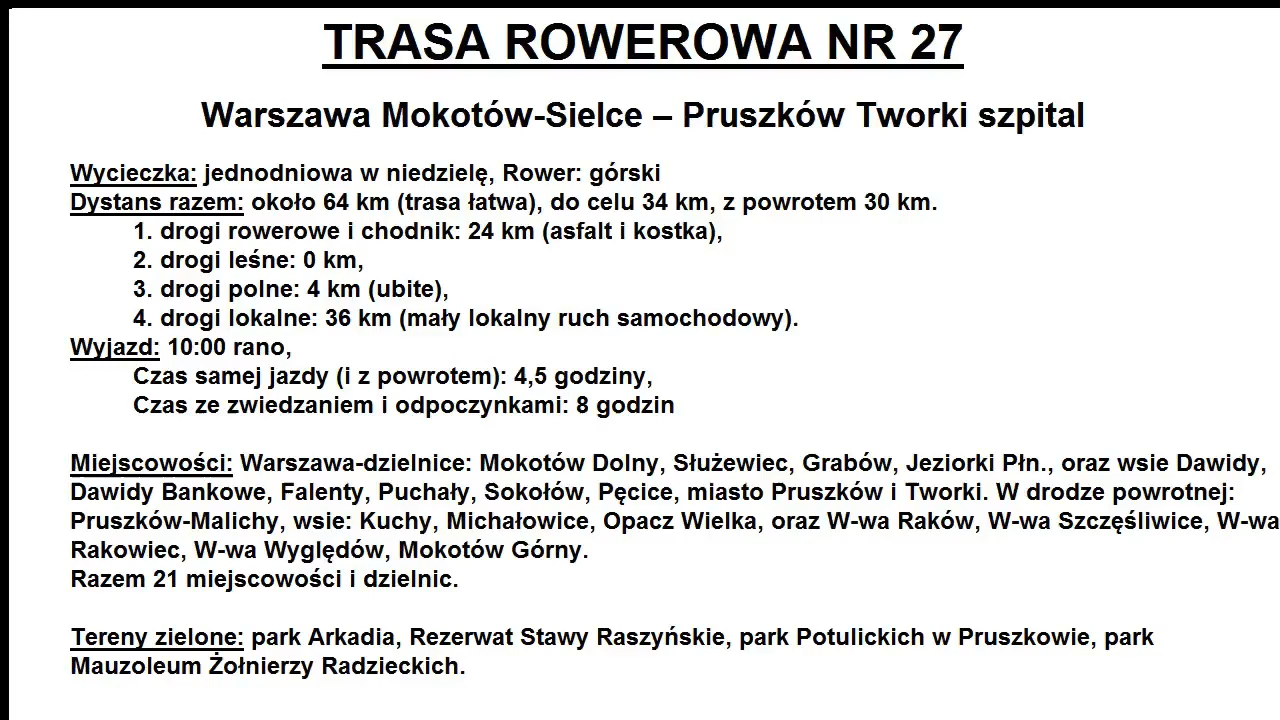 TRASA ROWEROWA NR 27
Warszawa Mokotów-Sielce – Pruszków Tworki szpital
Wycieczka: jednodniowa w niedzielę, Rower: górski
Dystans razem: około 64 km (trasa łatwa), do celu 34 km, z powrotem 30 km.
1. drogi rowerowe i chodnik: 24 km (asfalt i kostka),
2. drogi leśne: 0 km,
3. drogi polne: 4 km (ubite),
4. drogi lokalne: 36 km (mały lokalny ruch samochodowy).
Wyjazd: 10:00 rano,
Czas samej jazdy (i z powrotem): 4,5 godziny,
Czas ze zwiedzaniem i odpoczynkami: 8 godzin
Miejscowości: Warszawa-dzielnice: Mokotów Dolny, Służewiec, Grabów, Jeziorki Płn., oraz wsie Dawidy,
Dawidy Bankowe, Falenty, Puchały, Sokołów, Pęcice, miasto Pruszków i Tworki. W drodze powrotnej:
Pruszków-Malichy, wsie: Kuchy, Michałowice, Opacz Wielka, oraz W-wa Raków, W-wa Szczęśliwice, W-wa
Rakowiec, W-wa Wyględów, Mokotów Górny.
Razem 21 miejscowości i dzielnic.
Tereny zielone: park Arkadia, Rezerwat Stawy Raszyńskie, park Potulickich w Pruszkowie, park
Mauzoleum Żołnierzy Radzieckich.